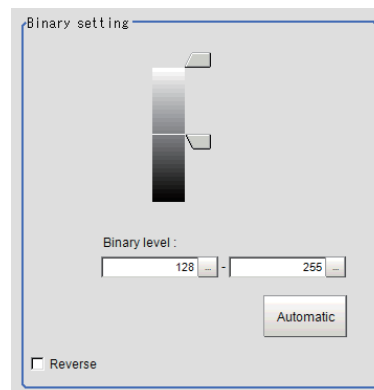 Binary setting
Binary level :
128 ... - 255 ...
Automatic
Reverse